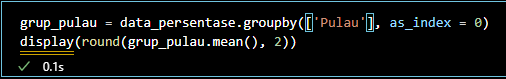 grup_pulau = data_persentase.groupby(['Pulau'], as_index = 0)
display(round(grup_pulau.mean(), 2))
✓ 0.1s